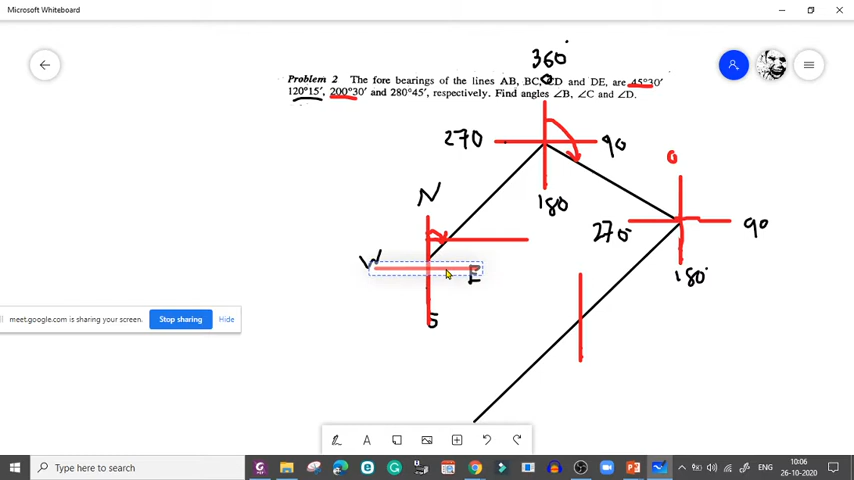 Microsoft Whiteboard
360°
0
Problem 2 The fore bearings of the lines AB, BC, CD and DE, are 45°30'
120°15', 200°30' and 280°45', respectively. Find angles ∠B, ∠C and ∠D.
270
90
0
180
N
270
90
W
E
180°
S
meet.google.com is sharing your screen.
Stop sharing
Hide
A
Type here to search
ENG
10:06
26-10-2020